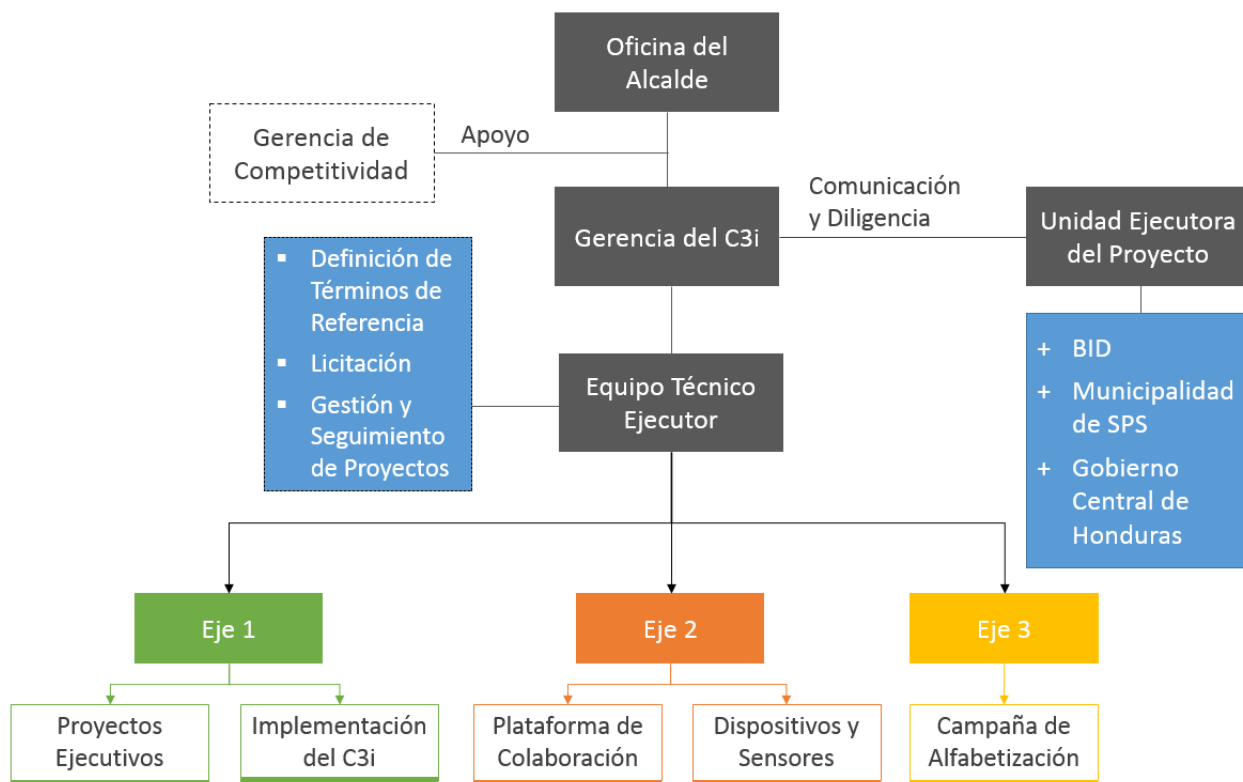 Oficina del
Alcalde
Gerencia de
Competitividad
Apoyo
Gerencia del C3i
Comunicación
y Diligencia
Unidad Ejecutora
del Proyecto
▪ Definición de
Términos de
Referencia
▪ Licitación
▪ Gestión y
Seguimiento
de Proyectos
Equipo Técnico
Ejecutor
+ BID
+ Municipalidad
de SPS
+ Gobierno
Central de
Honduras
Eje 1
Eje 2
Eje 3
Proyectos
Ejecutivos
Implementación
del C3i
Plataforma de
Colaboración
Dispositivos y
Sensores
Campaña de
Alfabetización